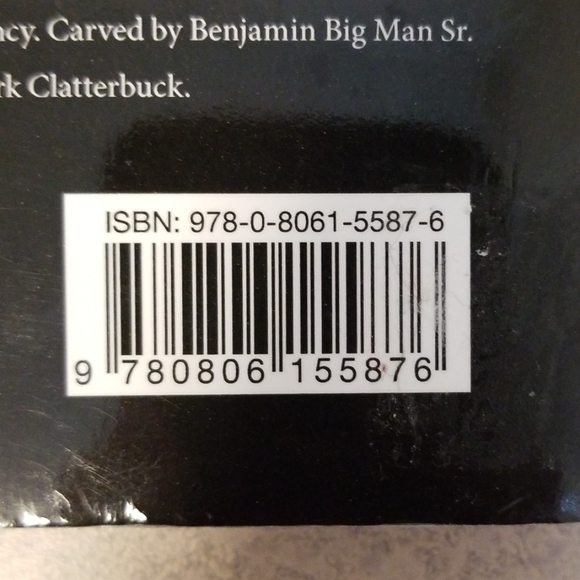 Carved by Benjamin Big Man Sr.
Clatterbuck.
ISBN: 978-0-8061-5587-6
9 780806 155876